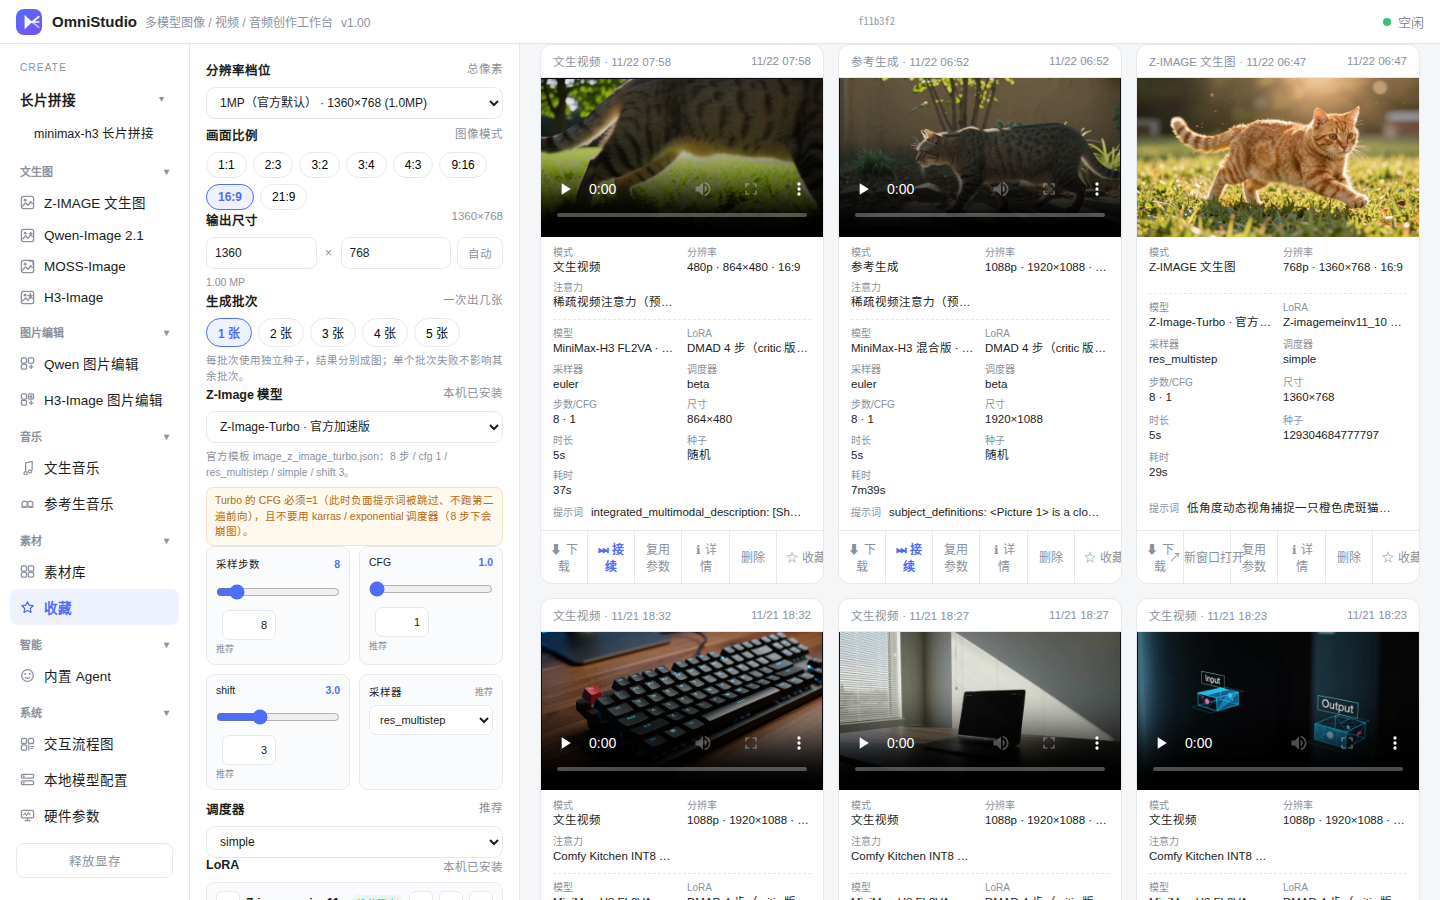 OmniStudio 多模型图像 / 视频 / 音频创作工作台 v1.00
f11b3f2
空闲
CREATE
长片拼接
minimax-h3 长片拼接
文生图
Z-IMAGE 文生图
Qwen-Image 2.1
MOSS-Image
H3-Image
图片编辑
Qwen 图片编辑
H3-Image 图片编辑
音乐
文生音乐
参考生音乐
素材
素材库
收藏
智能
内置 Agent
系统
交互流程图
本地模型配置
硬件参数
释放显存
分辨率档位 总像素
1MP（官方默认） · 1360×768 (1.0MP)
画面比例 图像模式
1:1 2:3 3:2 3:4 4:3 9:16
16:9 21:9
输出尺寸 1360×768
1360 × 768 自动
1.00 MP
生成批次 一次出几张
1 张 2 张 3 张 4 张 5 张
每批次使用独立种子，结果分别成图；单个批次失败不影响其
余批次。
Z-Image 模型 本机已安装
Z-Image-Turbo · 官方加速版
官方模板 image_z_image_turbo.json：8 步 / cfg 1 /
res_multistep / simple / shift 3。
Turbo 的 CFG 必须=1（此时负面提示词被跳过、不跑第二
遍前向），且不要用 karras / exponential 调度器（8 步下会
崩图）。
采样步数 8 CFG 1.0
8 1
推荐 推荐
shift 3.0 采样器 推荐
res_multistep
3
推荐
调度器 推荐
simple
LoRA 本机已安装
文生视频 · 11/22 07:58 11/22 07:58
0:00
模式 分辨率
文生视频 480p · 864×480 · 16:9
注意力
稀疏视频注意力（预…
模型 LoRA
MiniMax-H3 FL2VA · … DMAD 4 步（critic 版…
采样器 调度器
euler beta
步数/CFG 尺寸
8 · 1 864×480
时长 种子
5s 随机
耗时
37s
提示词 integrated_multimodal_description: [Sh…
下载 接续 复用参数 详情 删除 收藏
参考生成 · 11/22 06:52 11/22 06:52
0:00
模式 分辨率
参考生成 1088p · 1920×1088 · …
注意力
稀疏视频注意力（预…
模型 LoRA
MiniMax-H3 混合版 · … DMAD 4 步（critic 版…
采样器 调度器
euler beta
步数/CFG 尺寸
8 · 1 1920×1088
时长 种子
5s 随机
耗时
7m39s
提示词 subject_definitions: <Picture 1> is a clo…
下载 接续 复用参数 详情 删除 收藏
Z-IMAGE 文生图 · 11/22 06:47 11/22 06:47
模式 分辨率
Z-IMAGE 文生图 768p · 1360×768 · 16:9
模型 LoRA
Z-Image-Turbo · 官方… Z-imagemeinv11_10 …
采样器 调度器
res_multistep simple
步数/CFG 尺寸
8 · 1 1360×768
时长 种子
5s 129304684777797
耗时
29s
提示词 低角度动态视角捕捉一只橙色虎斑猫…
下载 新窗口打开 复用参数 详情 删除 收藏
文生视频 · 11/21 18:32 11/21 18:32
0:00
模式 分辨率
文生视频 1088p · 1920×1088 · …
注意力
Comfy Kitchen INT8 …
模型 LoRA
文生视频 · 11/21 18:27 11/21 18:27
0:00
模式 分辨率
文生视频 1088p · 1920×1088 · …
注意力
Comfy Kitchen INT8 …
模型 LoRA
文生视频 · 11/21 18:23 11/21 18:23
Input
Output
0:00
模式 分辨率
文生视频 1088p · 1920×1088 · …
注意力
Comfy Kitchen INT8 …
模型 LoRA